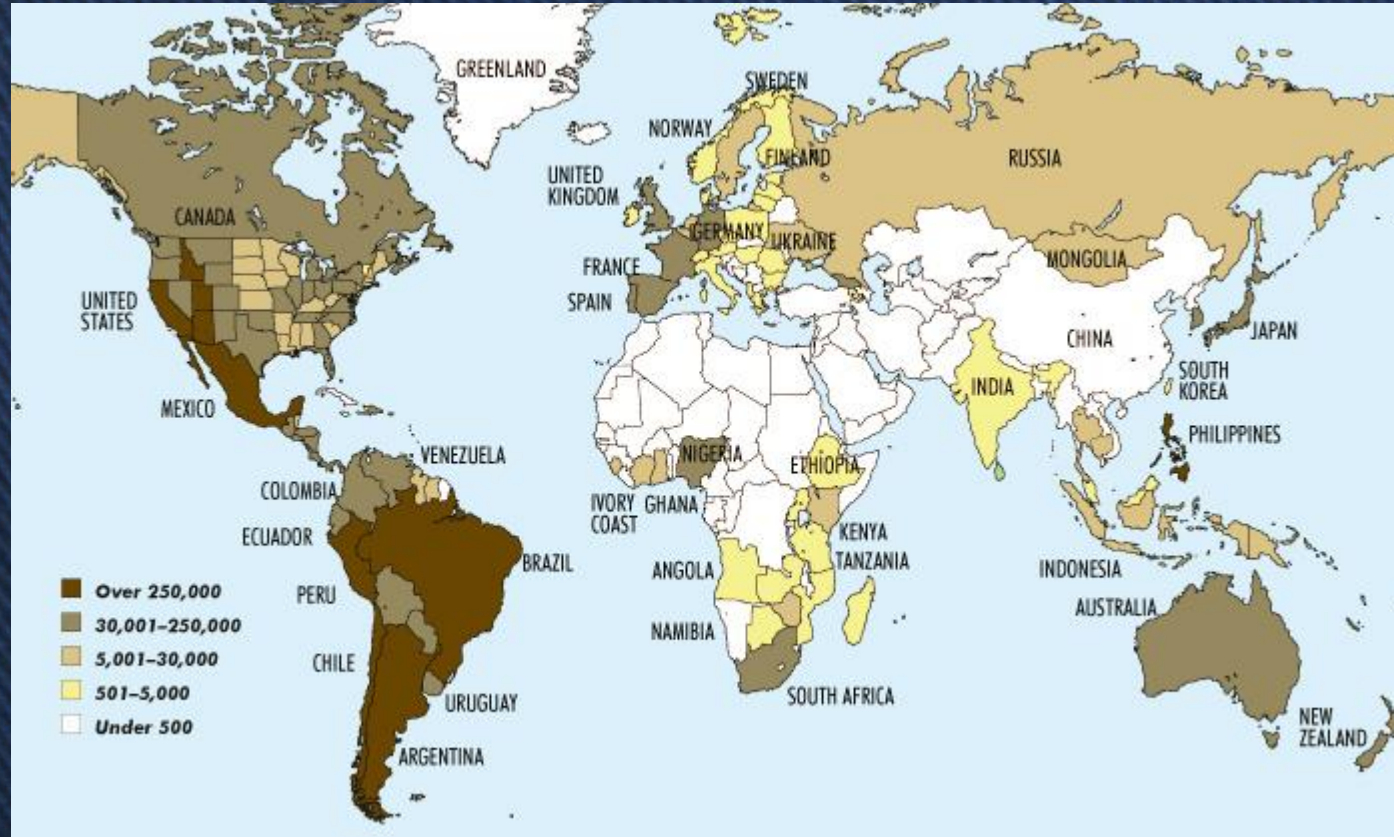 GREENLAND
SWEDEN
NORWAY
FINLAND
RUSSIA
UNITED
KINGDOM
CANADA
GERMANY
UKRAINE
MONGOLIA
FRANCE
UNITED
STATES
SPAIN
JAPAN
CHINA
SOUTH
KOREA
INDIA
MEXICO
PHILIPPINES
VENEZUELA
NIGERIA
ETHIOPIA
COLOMBIA
IVORY
COAST
GHANA
ECUADOR
KENYA
BRAZIL
TANZANIA
ANGOLA
INDONESIA
Over 250,000
PERU
AUSTRALIA
30,001–250,000
NAMIBIA
5,001–30,000
CHILE
501–5,000
SOUTH AFRICA
URUGUAY
Under 500
NEW
ZEALAND
ARGENTINA